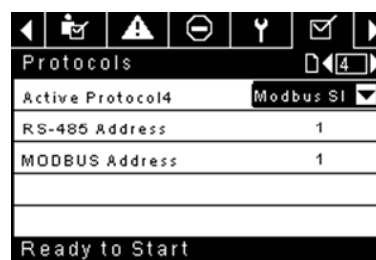 Protocols 4
Active Protocol4 Modbus Sl
RS-485 Address 1
MODBUS Address 1
Ready to Start